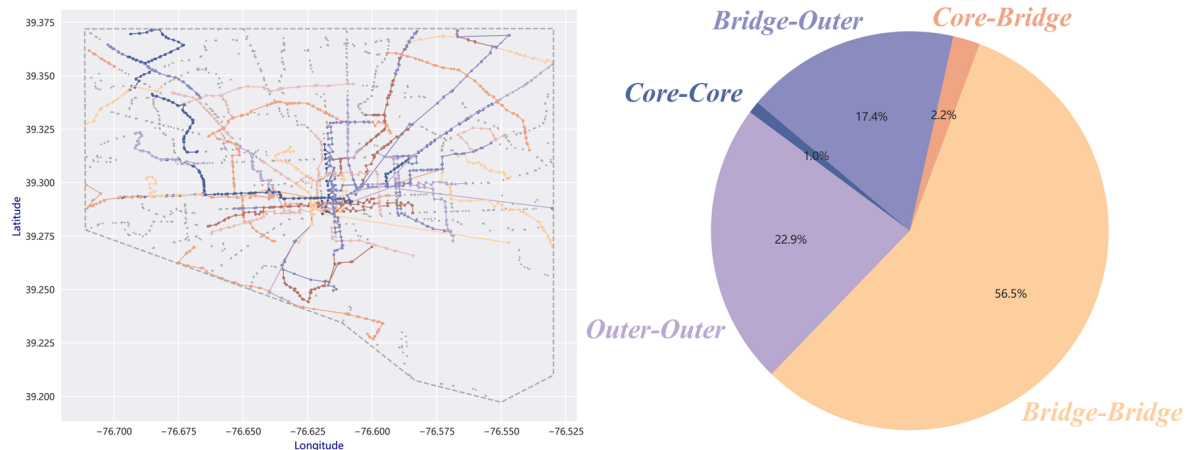 39.375
39.350
39.325
39.300
39.275
39.250
39.225
39.200
Latitude
−76.700 −76.675 −76.650 −76.625 −76.600 −76.575 −76.550 −76.525
Longitude
Bridge-Outer
Core-Bridge
Core-Core
17.4%
2.2%
1.0%
22.9%
56.5%
Outer-Outer
Bridge-Bridge